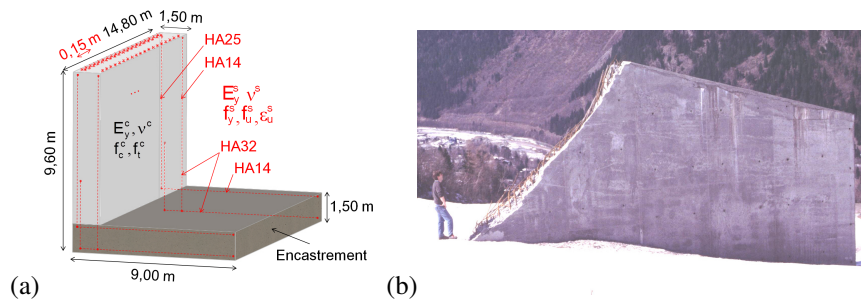 1,50 m
14,80 m
0,15 m
HA25
HA14
E_y^s ν^s
f_y^s, f_u^s, ε_u^s
E_y^c, ν^c
f_c^c, f_t^c
9,60 m
HA32
HA14
1,50 m
Encastrement
9,00 m
(a)
(b)